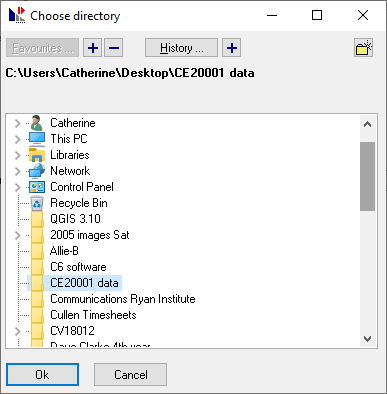 Choose directory
Favourites ... + − History ... +
C:\Users\Catherine\Desktop\CE20001 data
Catherine
This PC
Libraries
Network
Control Panel
Recycle Bin
QGIS 3.10
2005 images Sat
Allie-B
C6 software
CE20001 data
Communications Ryan Institute
Cullen Timesheets
CV18012
Dave Clarke 4th year
Ok Cancel